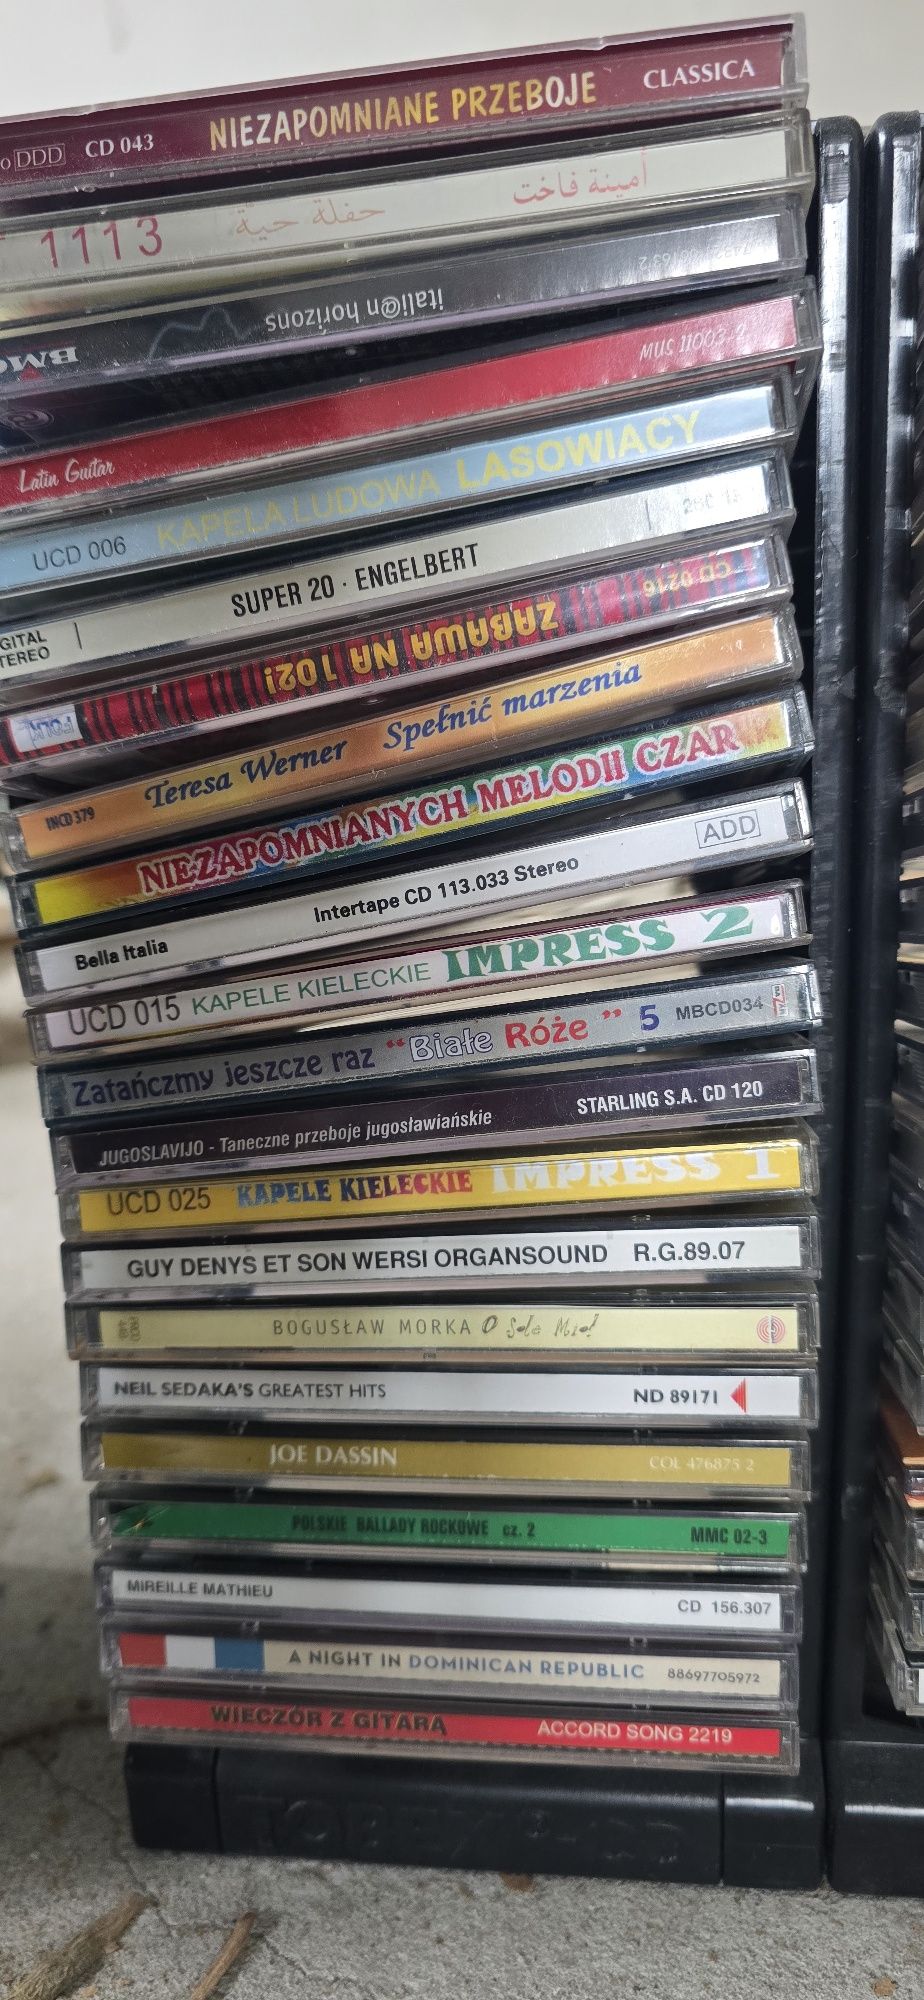 DDD CD 043 NIEZAPOMNIANE PRZEBOJE CLASSICA
1113 حفلة حية أمينة فاخت
BMG itali@n horizons
Latin Guitar MUS 11003-2
UCD 006 KAPELA LUDOWA LASOWIACY
SUPER 20 · ENGELBERT
ZABAWA NA 102! CD 0216
FOLK
INCD 379 Teresa Werner Spełnić marzenia
NIEZAPOMNIANYCH MELODII CZAR
Bella Italia Intertape CD 113.033 Stereo ADD
UCD 015 KAPELE KIELECKIE IMPRESS 2
Zatańczmy jeszcze raz “Białe Róże” 5 MBCD034
JUGOSLAVIJO - Taneczne przeboje jugosławiańskie STARLING S.A. CD 120
UCD 025 KAPELE KIELECKIE IMPRESS 1
GUY DENYS ET SON WERSI ORGANSOUND R.G.89.07
BOGUSŁAW MORKA O Sole Mio!
NEIL SEDAKA'S GREATEST HITS ND 89171
JOE DASSIN COL 476875 2
POLSKIE BALLADY ROCKOWE cz. 2 MMC 02-3
MIREILLE MATHIEU CD 156.307
A NIGHT IN DOMINICAN REPUBLIC 88697705972
WIECZÓR Z GITARĄ ACCORD SONG 2219